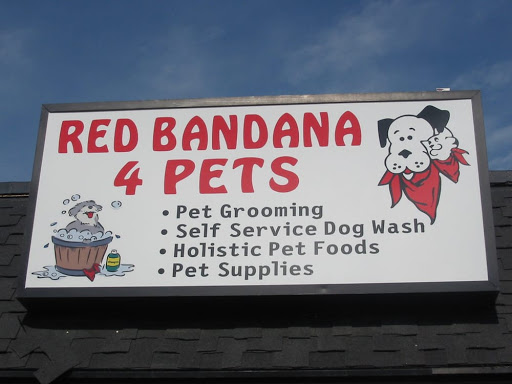 RED BANDANA
4 PETS
• Pet Grooming
• Self Service Dog Wash
• Holistic Pet Foods
• Pet Supplies